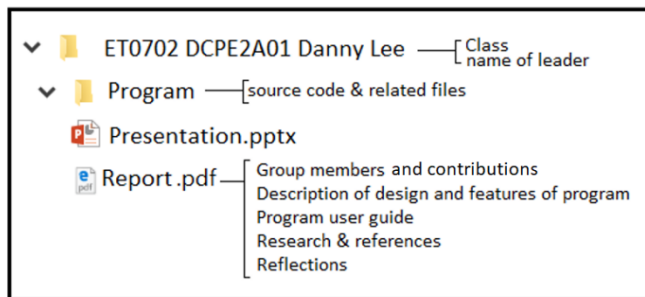 ET0702 DCPE2A01 Danny Lee
Class
name of leader
Program
source code & related files
Presentation.pptx
Report .pdf
Group members and contributions
Description of design and features of program
Program user guide
Research & references
Reflections